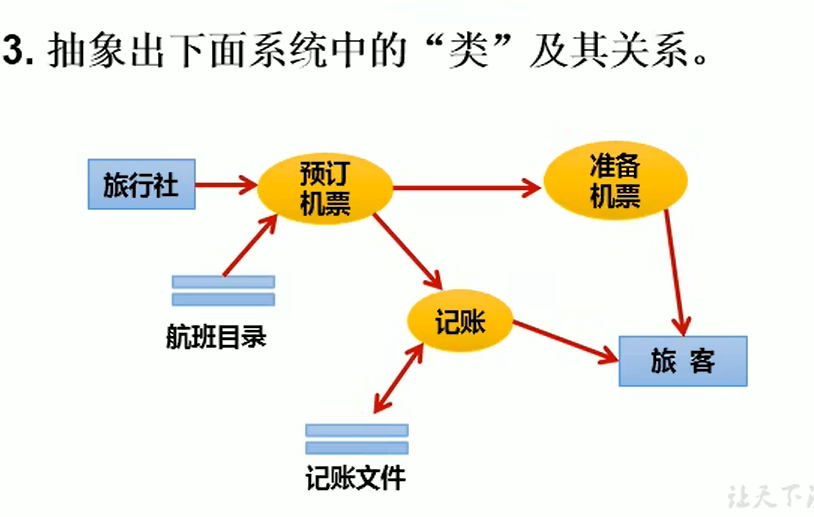 3. 抽象出下面系统中的“类”及其关系。
旅行社
预订
机票
准备
机票
航班目录
记账
旅 客
记账文件
让天下